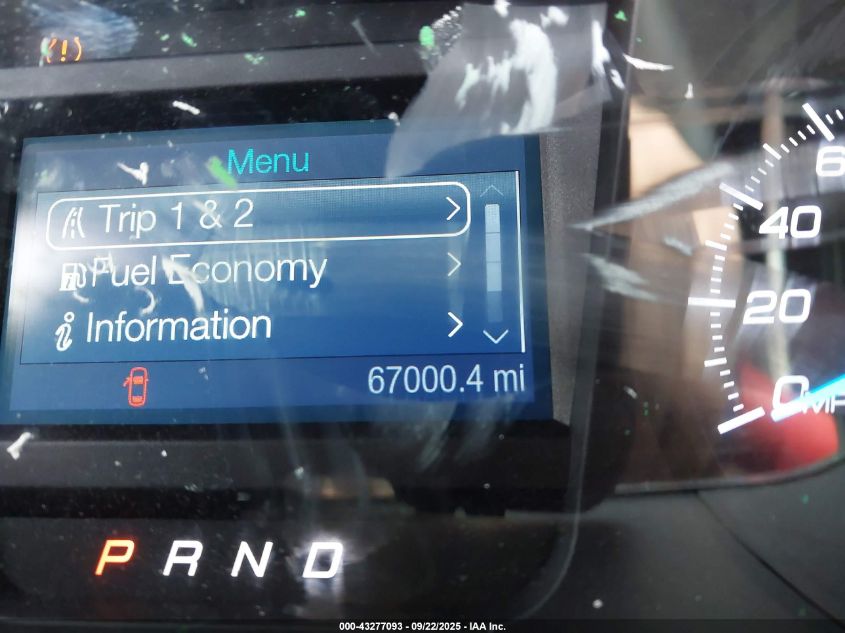 Menu
Trip 1 & 2
Fuel Economy
Information
67000.4 mi
60
40
20
0
P R N D
000-43277093 - 09/22/2025 - IAA Inc.